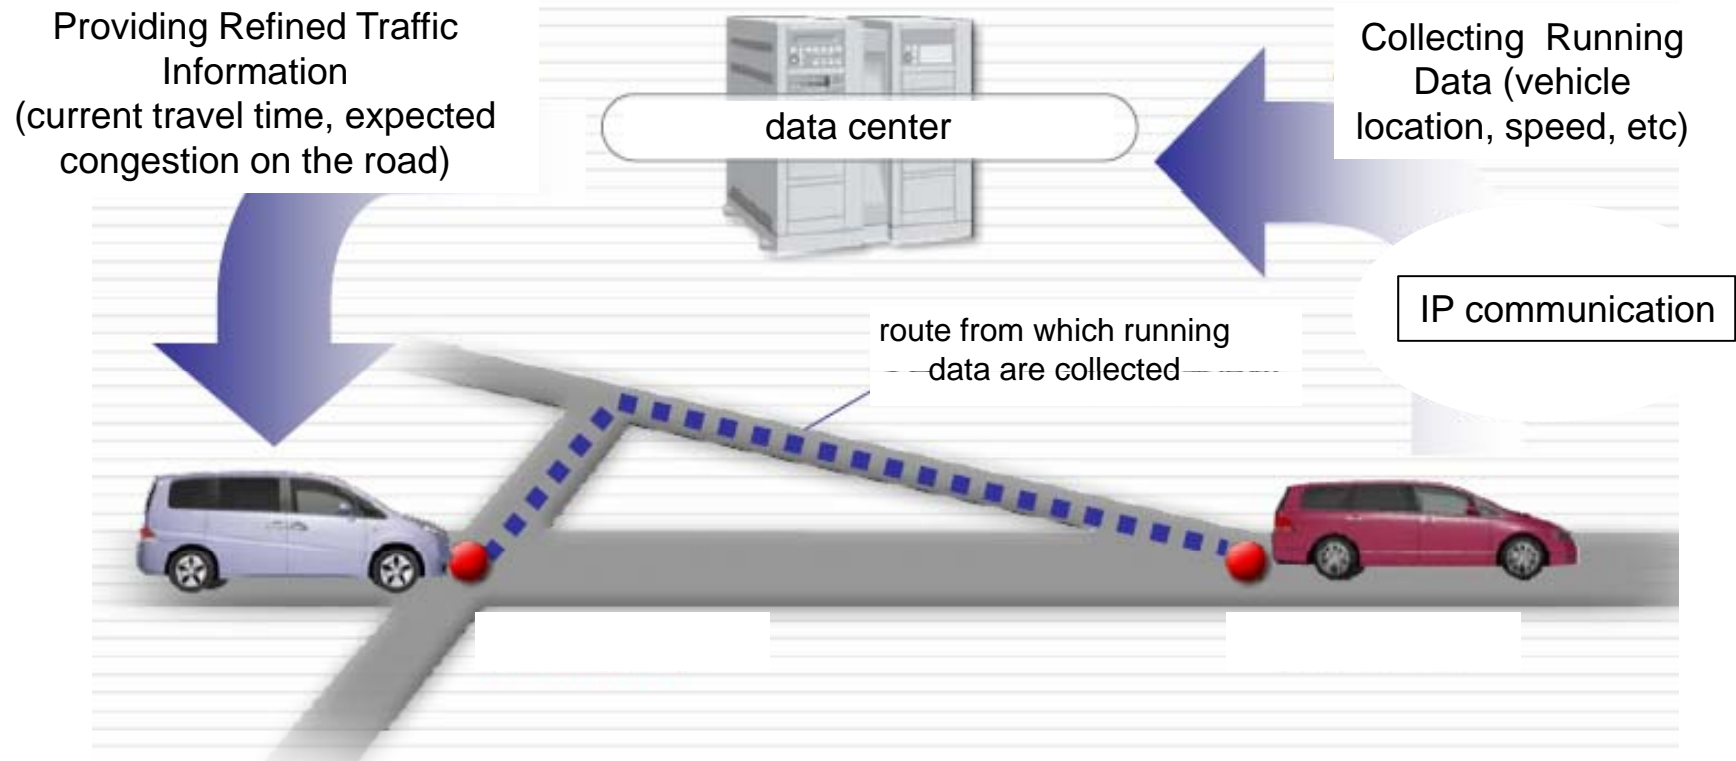 Providing Refined Traffic
Information
(current travel time, expected
congestion on the road)
data center
Collecting Running
Data (vehicle
location, speed, etc)
IP communication
route from which running
data are collected